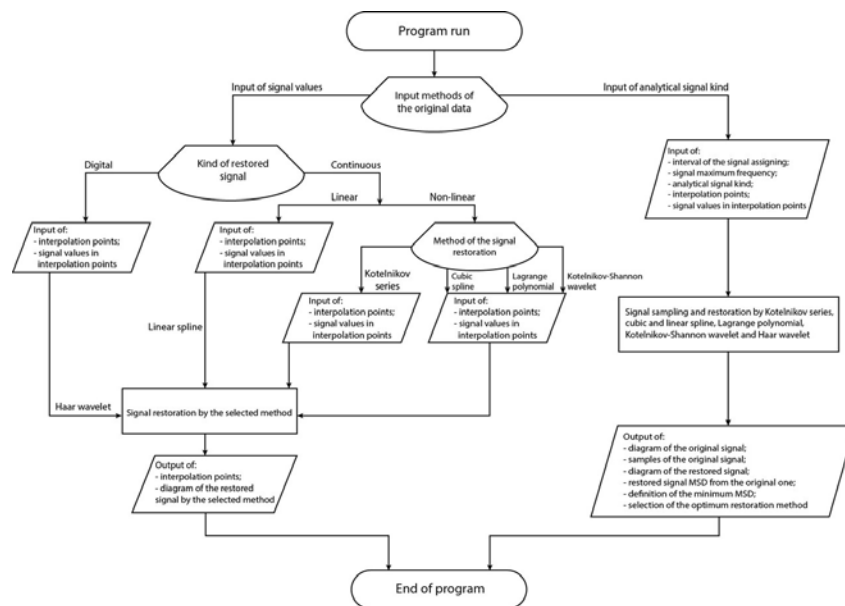 Program run
Input of signal values
Input methods of
the original data
Input of analytical signal kind
Digital
Kind of restored
signal
Continuous
Linear
Non-linear
Input of:
- interval of the signal assigning;
- signal maximum frequency;
- analytical signal kind;
- interpolation points;
- signal values in interpolation points
Input of:
- interpolation points;
- signal values in
interpolation points
Input of:
- interpolation points;
- signal values in
interpolation points
Method of the signal
restoration
Kotelnikov
series
Cubic
spline
Lagrange
polynomial
Kotelnikov-Shannon
wavelet
Input of:
- interpolation points;
- signal values in
interpolation points
Input of:
- interpolation points;
- signal values in
interpolation points
Linear spline
Signal sampling and restoration by Kotelnikov series,
cubic and linear spline, Lagrange polynomial,
Kotelnikov-Shannon wavelet and Haar wavelet
Haar wavelet
Signal restoration by the selected method
Output of:
- interpolation points;
- diagram of the restored
signal by the selected method
Output of:
- diagram of the original signal;
- samples of the original signal;
- diagram of the restored signal;
- restored signal MSD from the original one;
- definition of the minimum MSD;
- selection of the optimum restoration method
End of program